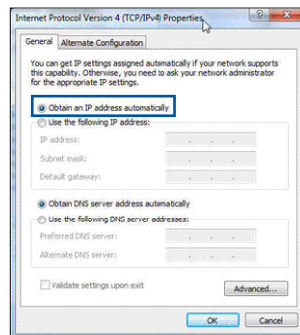 Internet Protocol Version 4 (TCP/IPv4) Properties
General
Alternate Configuration
You can get IP settings assigned automatically if your network supports
this capability. Otherwise, you need to ask your network administrator
for the appropriate IP settings.
Obtain an IP address automatically
Use the following IP address:
IP address:
Subnet mask:
Default gateway:
Obtain DNS server address automatically
Use the following DNS server addresses:
Preferred DNS server:
Alternate DNS server:
Validate settings upon exit
Advanced...
OK
Cancel